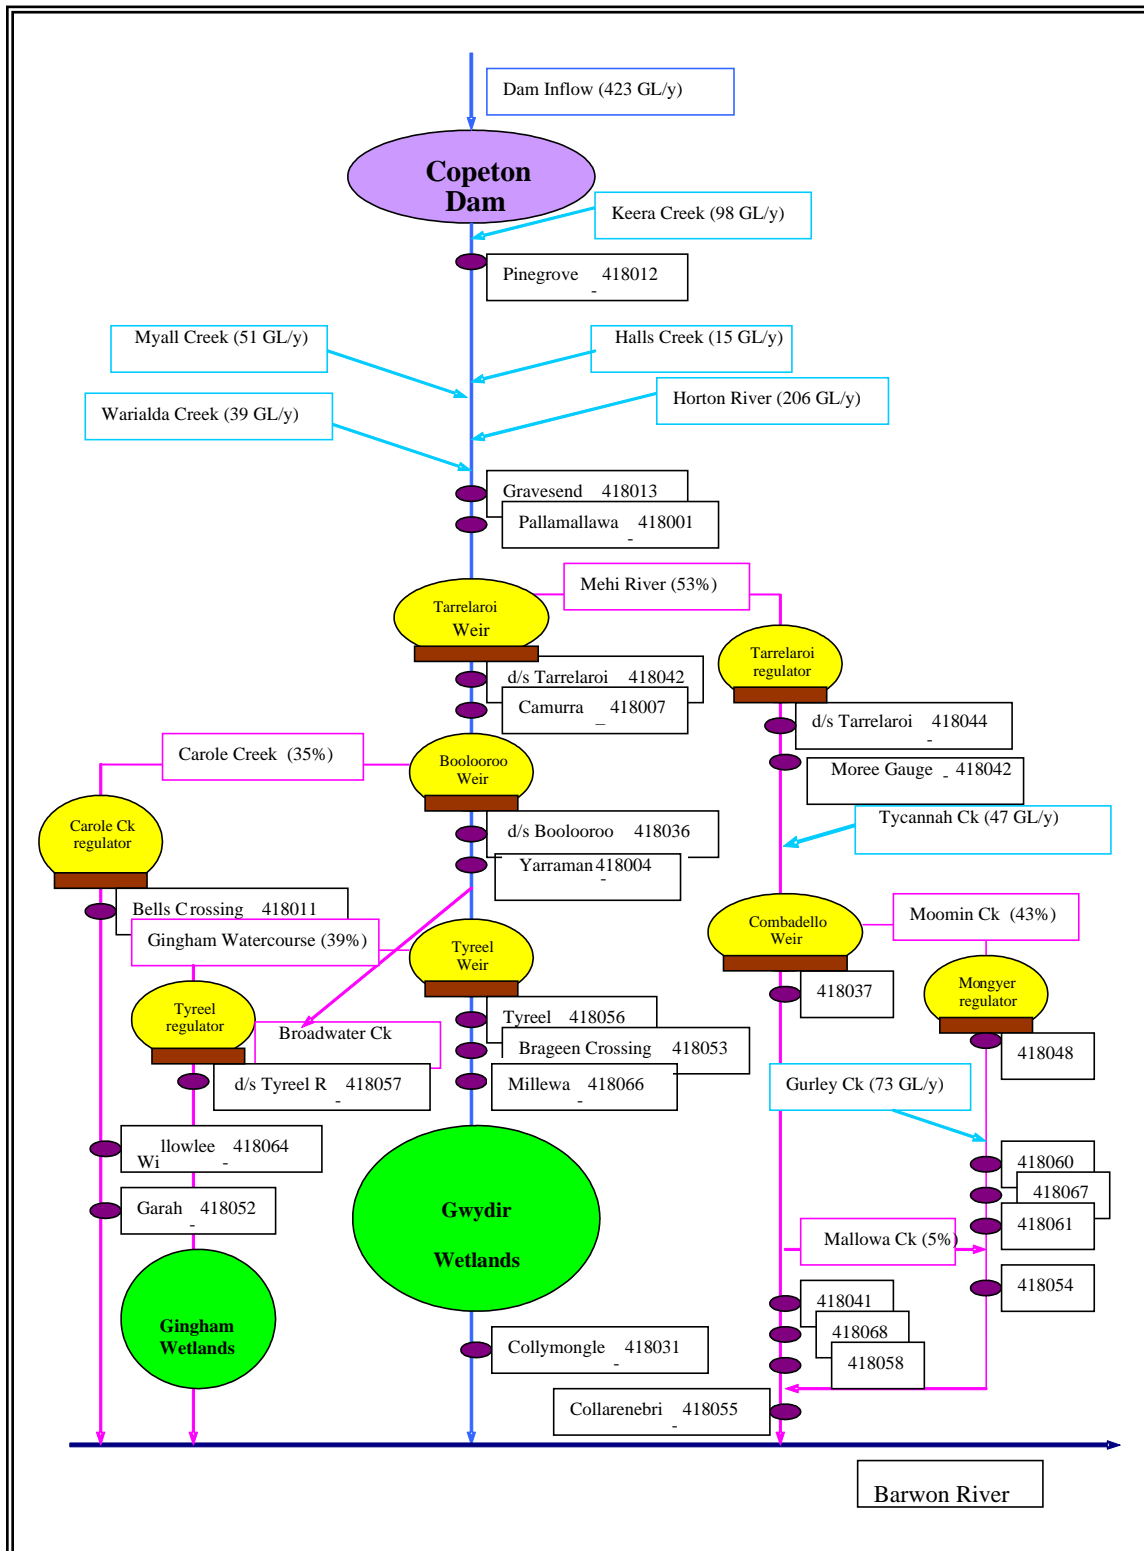 Dam Inflow (423 GL/y)
Copeton
Dam
Keera Creek (98 GL/y)
Pinegrove 418012
-
Myall Creek (51 GL/y)
Halls Creek (15 GL/y)
Horton River (206 GL/y)
Warialda Creek (39 GL/y)
Gravesend 418013
Pallamallawa 418001
-
Mehi River (53%)
Tarrelaroi
Weir
Tarrelaroi
regulator
d/s Tarrelaroi 418042
Camurra 418007
_
d/s Tarrelaroi 418044
-
Carole Creek (35%)
Boolooroo
Weir
Moree Gauge - 418042
Tycannah Ck (47 GL/y)
Carole Ck
regulator
d/s Boolooroo 418036
Yarraman 418004
-
Bells Crossing 418011
Gingham Watercourse (39%)
Tyreel
Weir
Combadello
Weir
Moomin Ck (43%)
418037
Mongyer
regulator
Tyreel
regulator
Broadwater Ck
Tyreel 418056
Brageen Crossing 418053
418048
d/s Tyreel R 418057
-
Millewa 418066
-
Gurley Ck (73 GL/y)
llowlee 418064
Wi -
418060
418067
418061
Garah 418052
-
Gwydir
Wetlands
Mallowa Ck (5%)
418054
418041
418068
418058
Gingham
Wetlands
Collymongle 418031
-
Collarenebri 418055
-
Barwon River